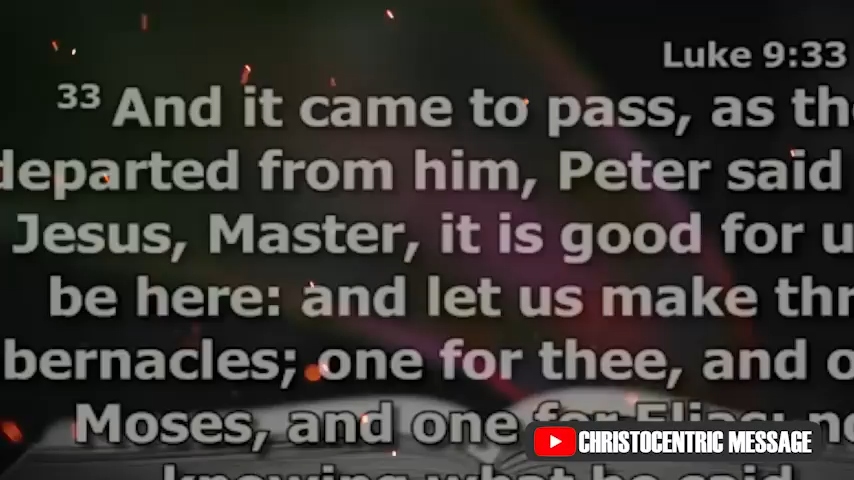 Luke 9:33
33 And it came to pass, as the
departed from him, Peter said
Jesus, Master, it is good for u
be here: and let us make thr
bernacles; one for thee, and o
Moses, and one for Elias: no
knowing what he said
CHRISTOCENTRIC MESSAGE